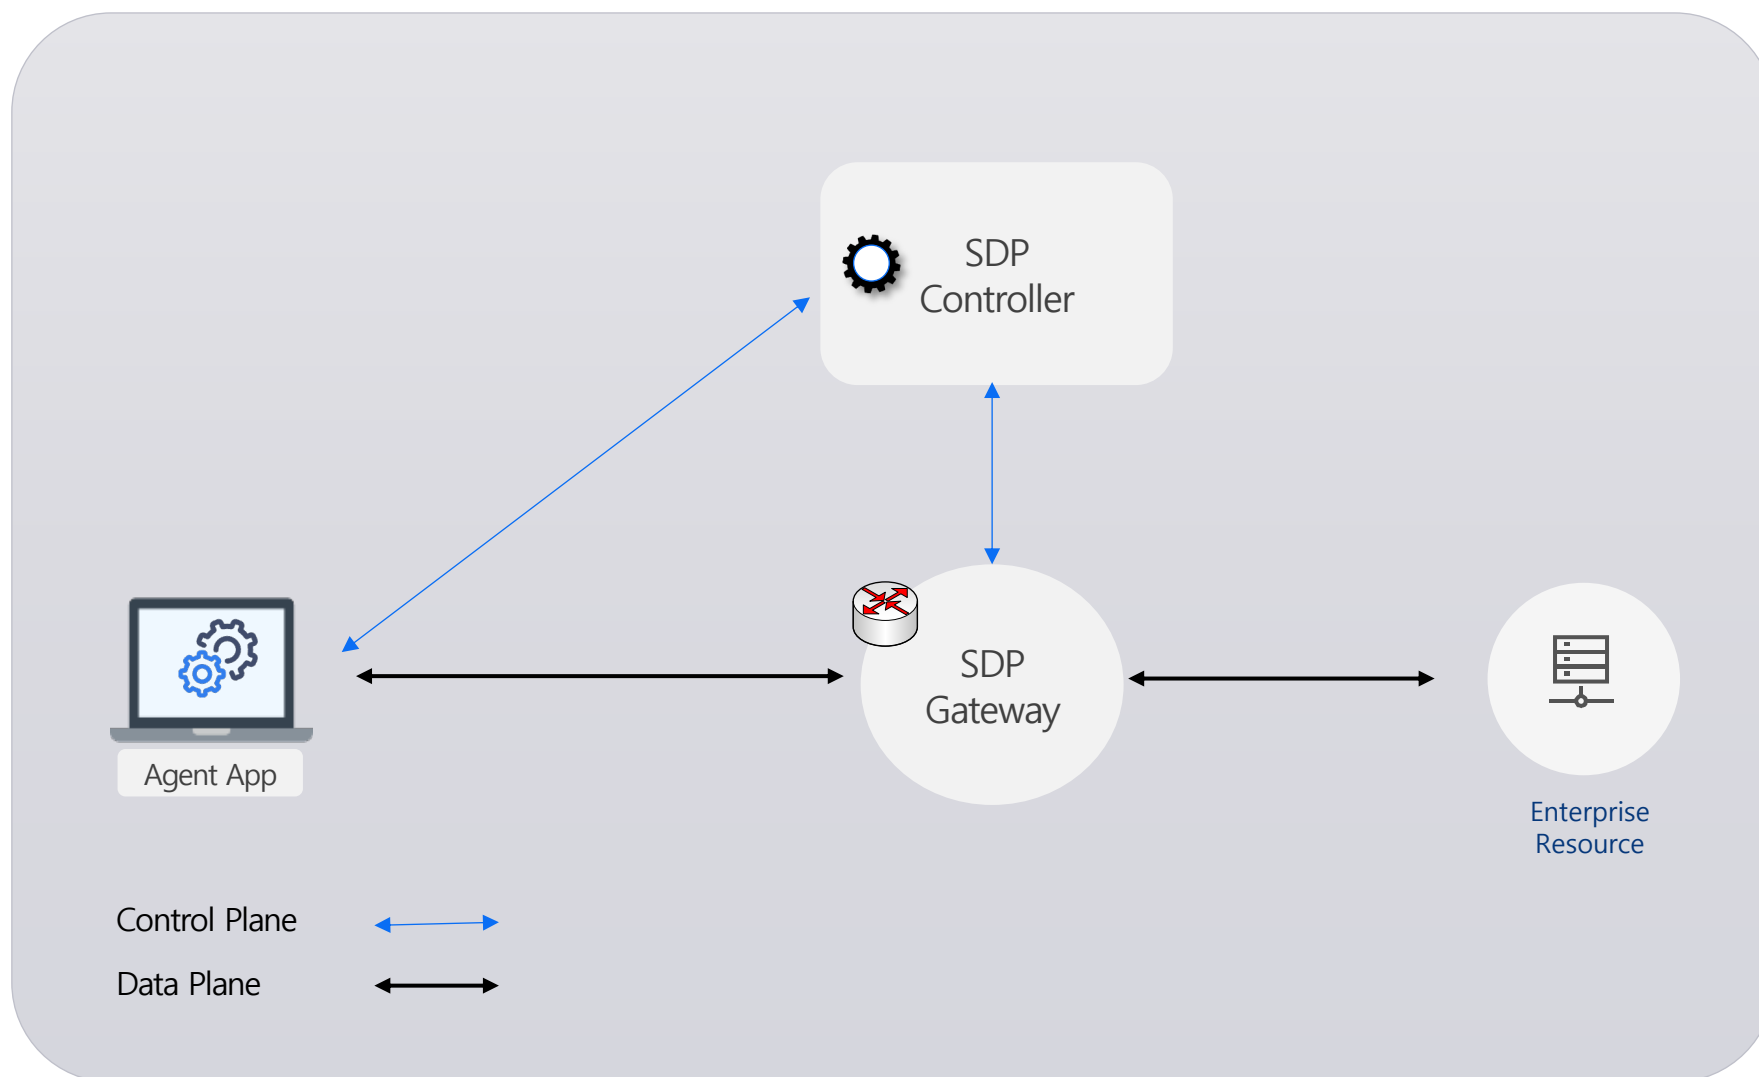 SDP
Controller
SDP
Gateway
Agent App
Enterprise
Resource
Control Plane
Data Plane